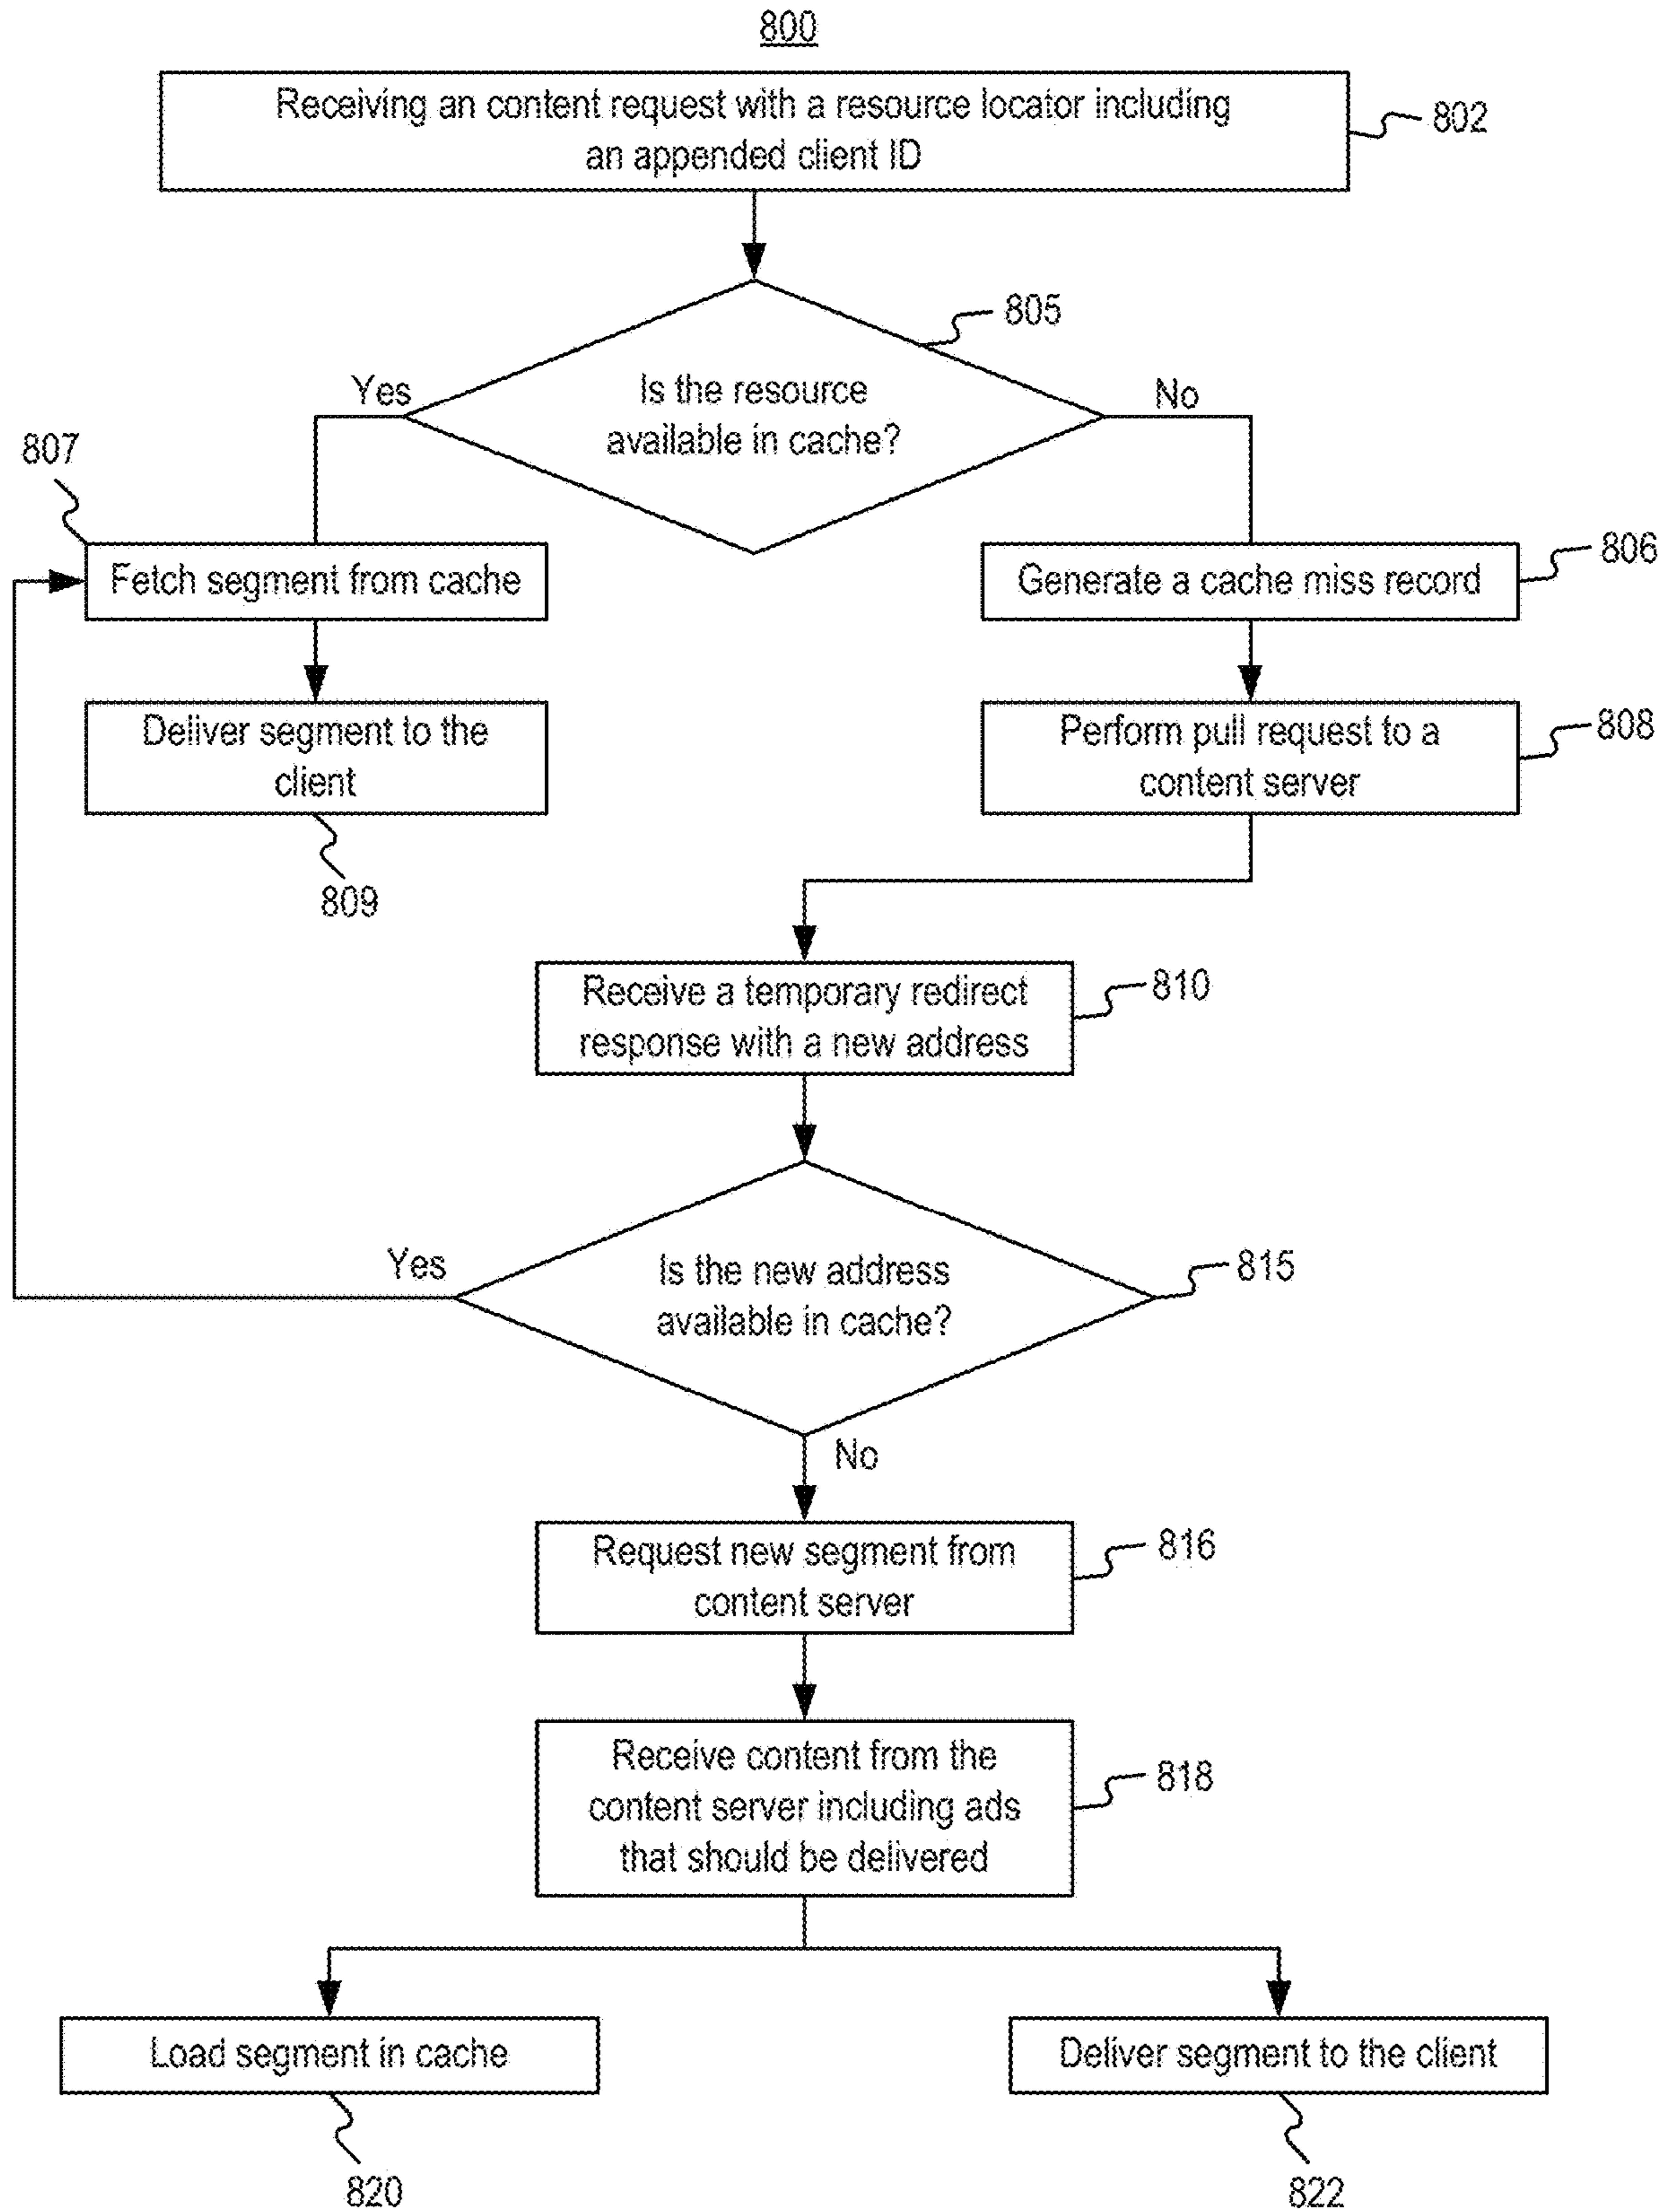 800
Receiving an content request with a resource locator including
an appended client ID
802
805
Is the resource
available in cache?
Yes
No
807
Fetch segment from cache
Generate a cache miss record
806
Deliver segment to the
client
809
Perform pull request to a
content server
808
Receive a temporary redirect
response with a new address
810
Is the new address
available in cache?
Yes
815
No
Request new segment from
content server
816
Receive content from the
content server including ads
that should be delivered
818
Load segment in cache
Deliver segment to the client
820
822